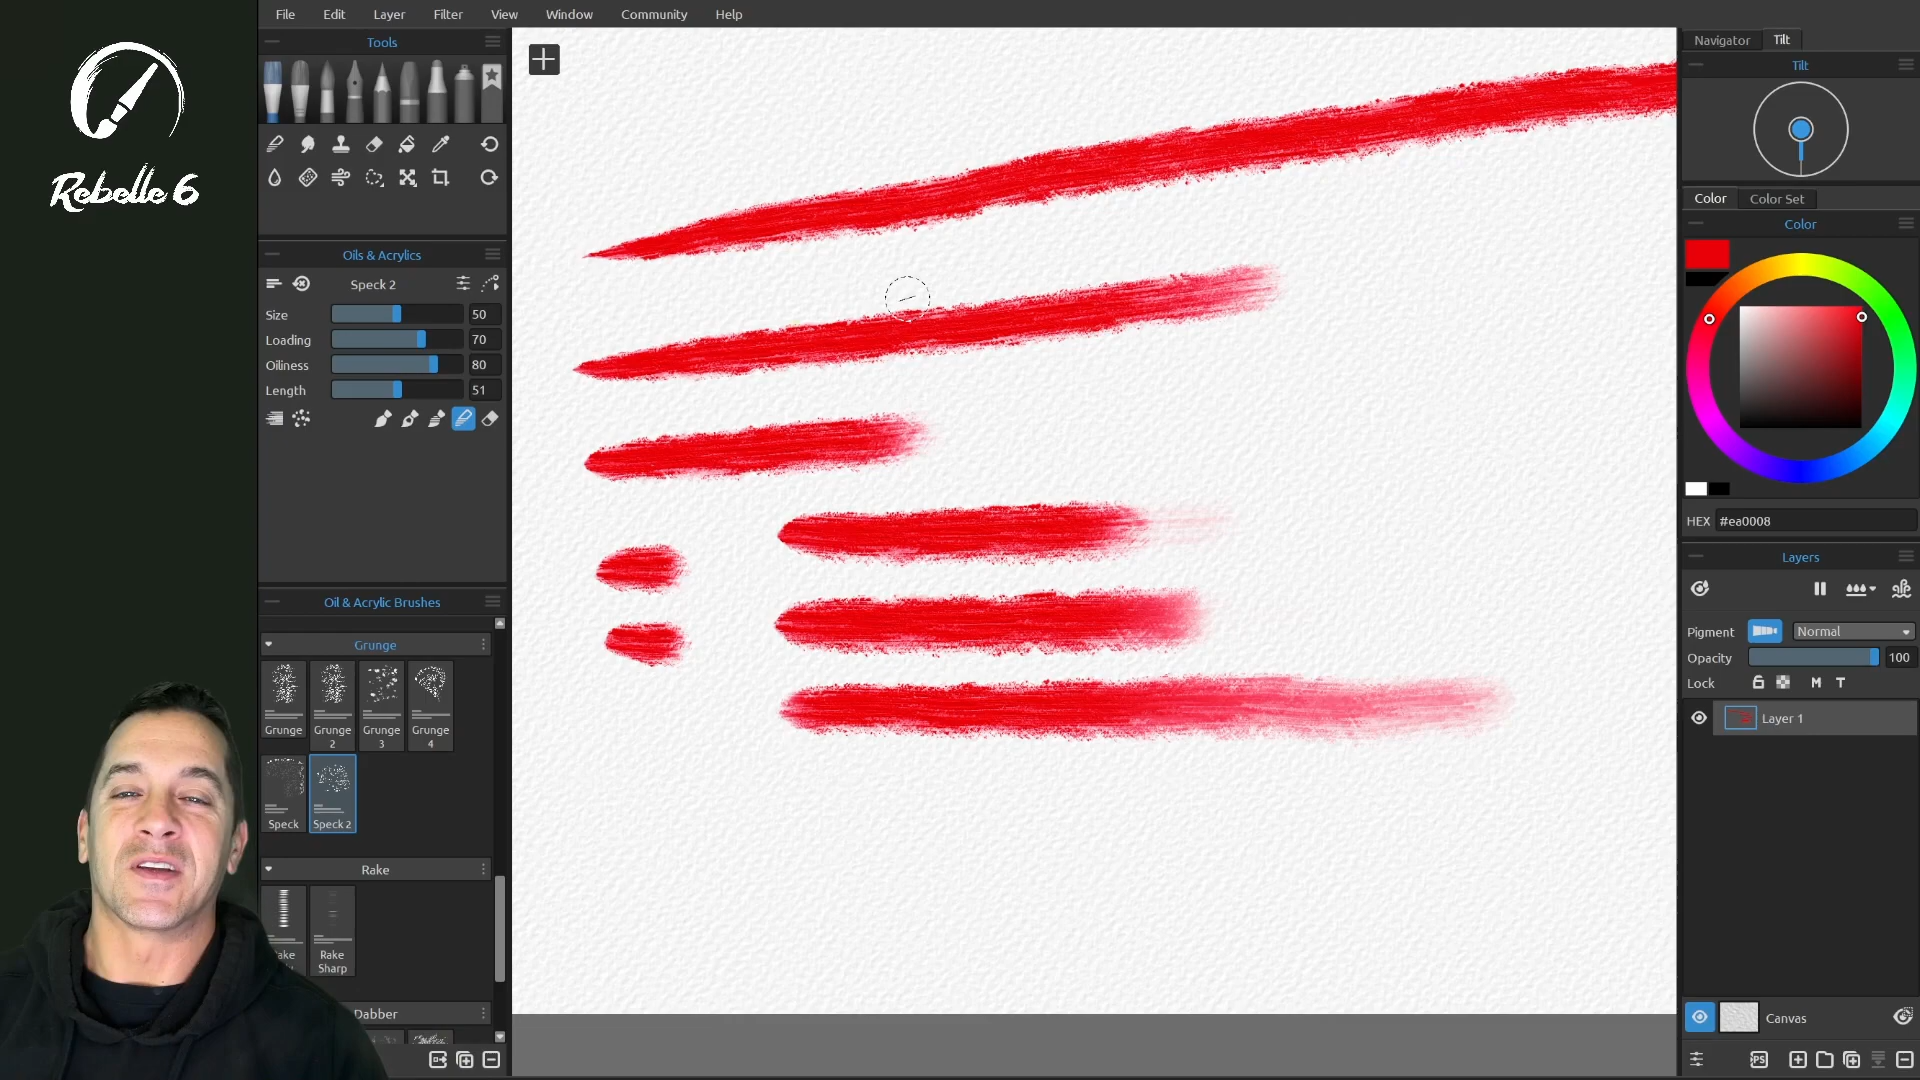 Rebelle 6
File Edit Layer Filter View Window Community Help
Tools
Oils & Acrylics
Speck 2
Size 50
Loading 70
Oiliness 80
Length 51
Oil & Acrylic Brushes
Grunge
Grunge
Grunge 2
Grunge 3
Grunge 4
Speck
Speck 2
Rake
Rake
Sharp
Dabber
Navigator Tilt
Tilt
Color Color Set
Color
HEX #ea0008
Layers
Pigment Normal
Opacity 100
Lock M T
Layer 1
Canvas
PS